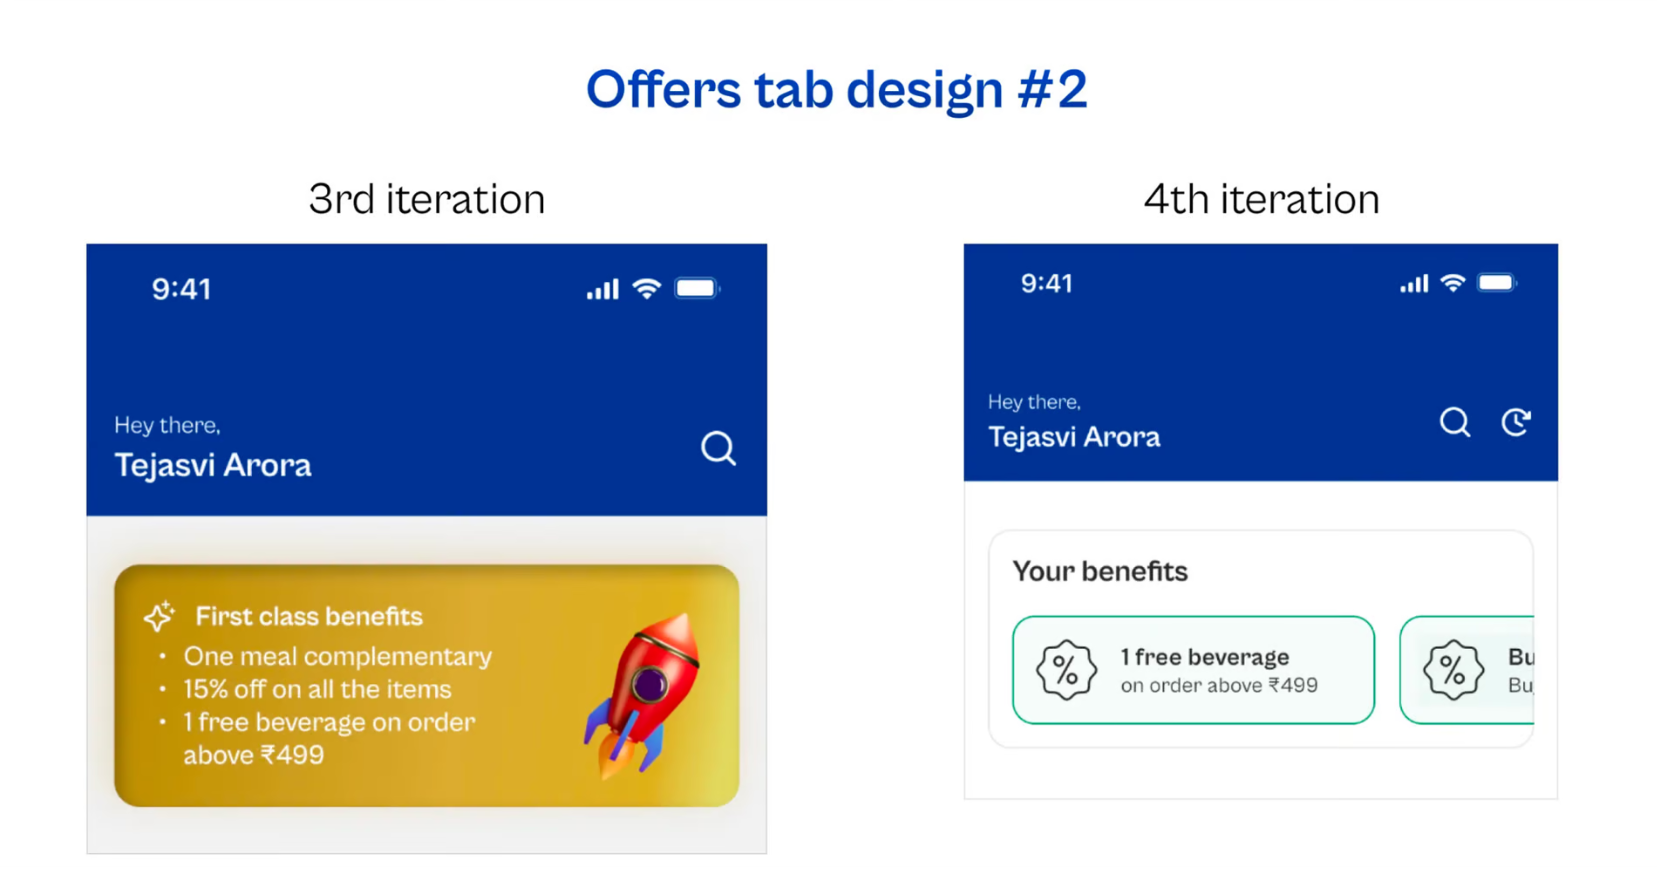 Offers tab design #2
3rd iteration
9:41
Hey there,
Tejasvi Arora
First class benefits
• One meal complementary
• 15% off on all the items
• 1 free beverage on order
above ₹499
4th iteration
9:41
Hey there,
Tejasvi Arora
Your benefits
%
1 free beverage
on order above ₹499
%
Bu
Bu